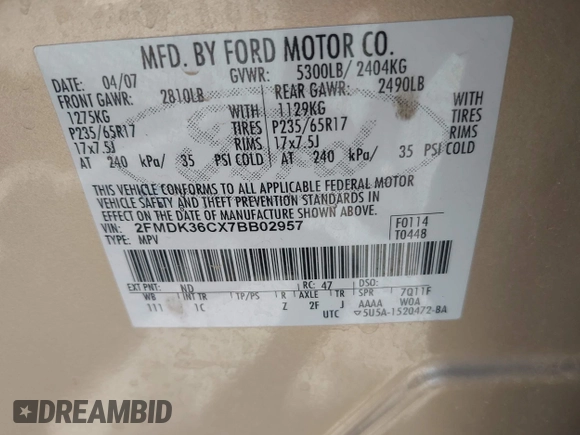 MFD. BY FORD MOTOR CO.
DATE: 04/07 GVWR: 5300LB/ 2404KG
FRONT GAWR: 2810LB REAR GAWR: 2490LB
1275KG WITH 1129KG WITH
P235/65R17 TIRES P235/65R17 TIRES
17x7.5J RIMS 17x7.5J RIMS
AT 240 kPa/ 35 PSI COLD AT 240 kPa/ 35 PSI COLD
THIS VEHICLE CONFORMS TO ALL APPLICABLE FEDERAL MOTOR
VEHICLE SAFETY AND THEFT PREVENTION STANDARDS IN
EFFECT ON THE DATE OF MANUFACTURE SHOWN ABOVE.
VIN: 2FMDK36CX7BB02957 F0114
TYPE: MPV T0448
EXT PNT: ND RC: 47 DSO:
WB INT TR TP/PS R AXLE TR SPR 7Q11F
111 1C Z 2F J AAAA W0A
UTC 5U5A-1520472-BA
DREAMBID